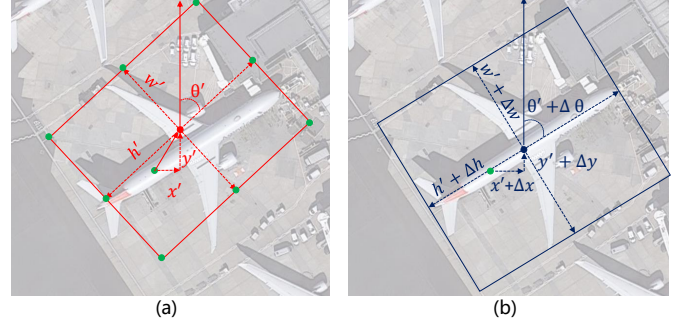 w′
θ′
h′
y′
x′
(a)
w′ + Δw
θ′ + Δ θ
h′ + Δh
y′ + Δy
x′+Δx
(b)